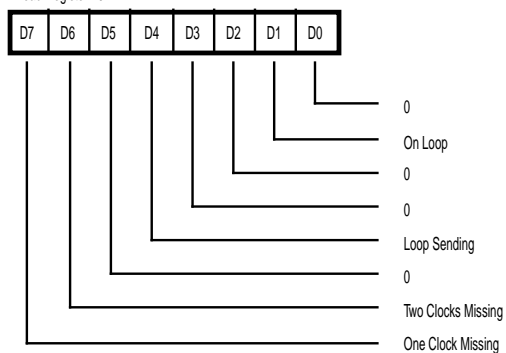 D7 D6 D5 D4 D3 D2 D1 D0
0
On Loop
0
0
Loop Sending
0
Two Clocks Missing
One Clock Missing